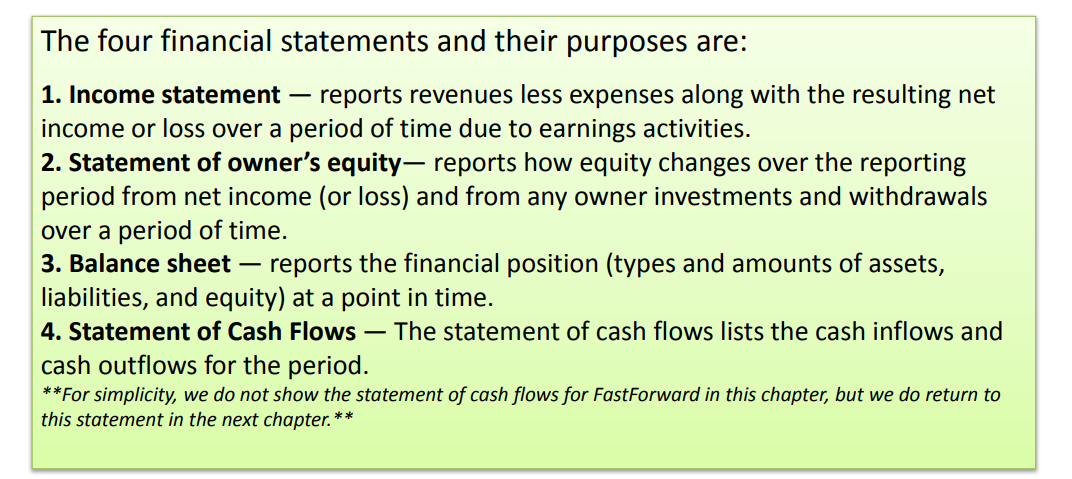 The four financial statements and their purposes are:
1. Income statement — reports revenues less expenses along with the resulting net
income or loss over a period of time due to earnings activities.
2. Statement of owner’s equity— reports how equity changes over the reporting
period from net income (or loss) and from any owner investments and withdrawals
over a period of time.
3. Balance sheet — reports the financial position (types and amounts of assets,
liabilities, and equity) at a point in time.
4. Statement of Cash Flows — The statement of cash flows lists the cash inflows and
cash outflows for the period.
**For simplicity, we do not show the statement of cash flows for FastForward in this chapter, but we do return to
this statement in the next chapter.**